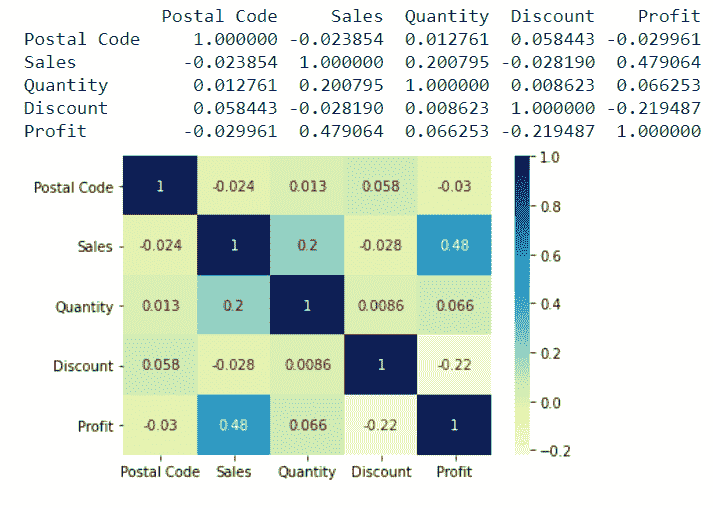 Postal Code Sales Quantity Discount Profit
Postal Code 1.000000 -0.023854 0.012761 0.058443 -0.029961
Sales -0.023854 1.000000 0.200795 -0.028190 0.479064
Quantity 0.012761 0.200795 1.000000 0.008623 0.066253
Discount 0.058443 -0.028190 0.008623 1.000000 -0.219487
Profit -0.029961 0.479064 0.066253 -0.219487 1.000000
1.0
Postal Code 1 -0.024 0.013 0.058 -0.03
0.8
Sales -0.024 1 0.2 -0.028 0.48
0.6
Quantity 0.013 0.2 1 0.0086 0.066
0.4
0.2
Discount 0.058 -0.028 0.0086 1 -0.22
0.0
Profit -0.03 0.48 0.066 -0.22 1
-0.2
Postal Code Sales Quantity Discount Profit